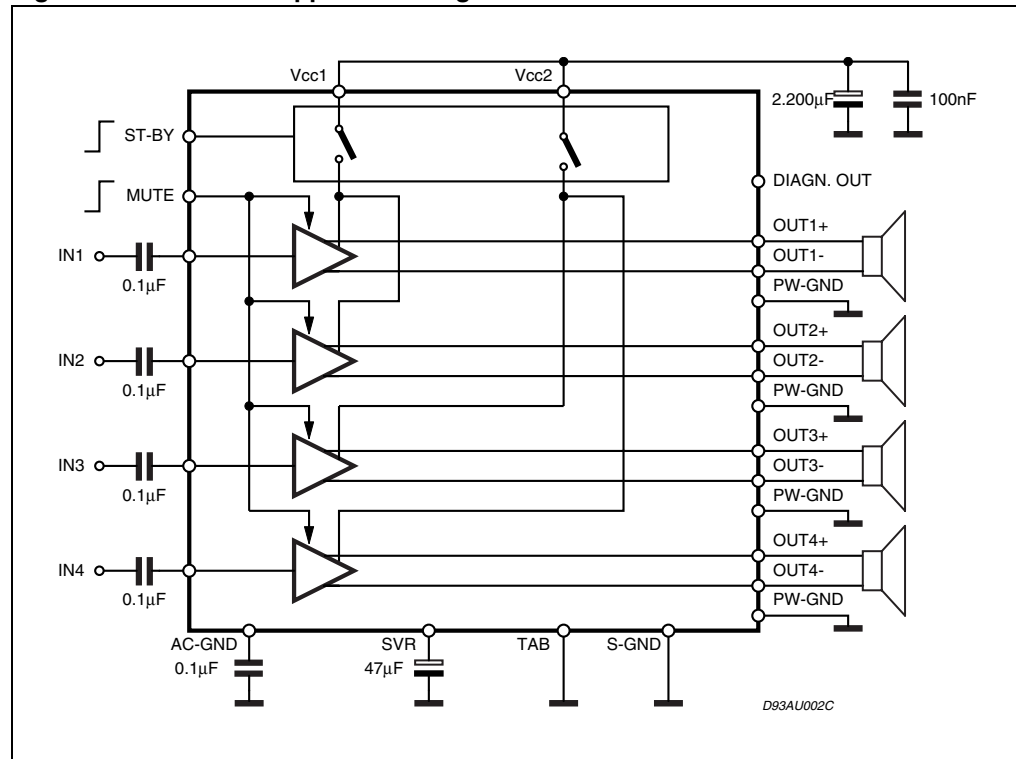 Vcc1
Vcc2
2.200µF
100nF
ST-BY
MUTE
DIAGN. OUT
IN1
0.1µF
OUT1+
OUT1-
PW-GND
IN2
0.1µF
OUT2+
OUT2-
PW-GND
IN3
0.1µF
OUT3+
OUT3-
PW-GND
IN4
0.1µF
OUT4+
OUT4-
PW-GND
AC-GND
0.1µF
SVR
47µF
TAB
S-GND
D93AU002C